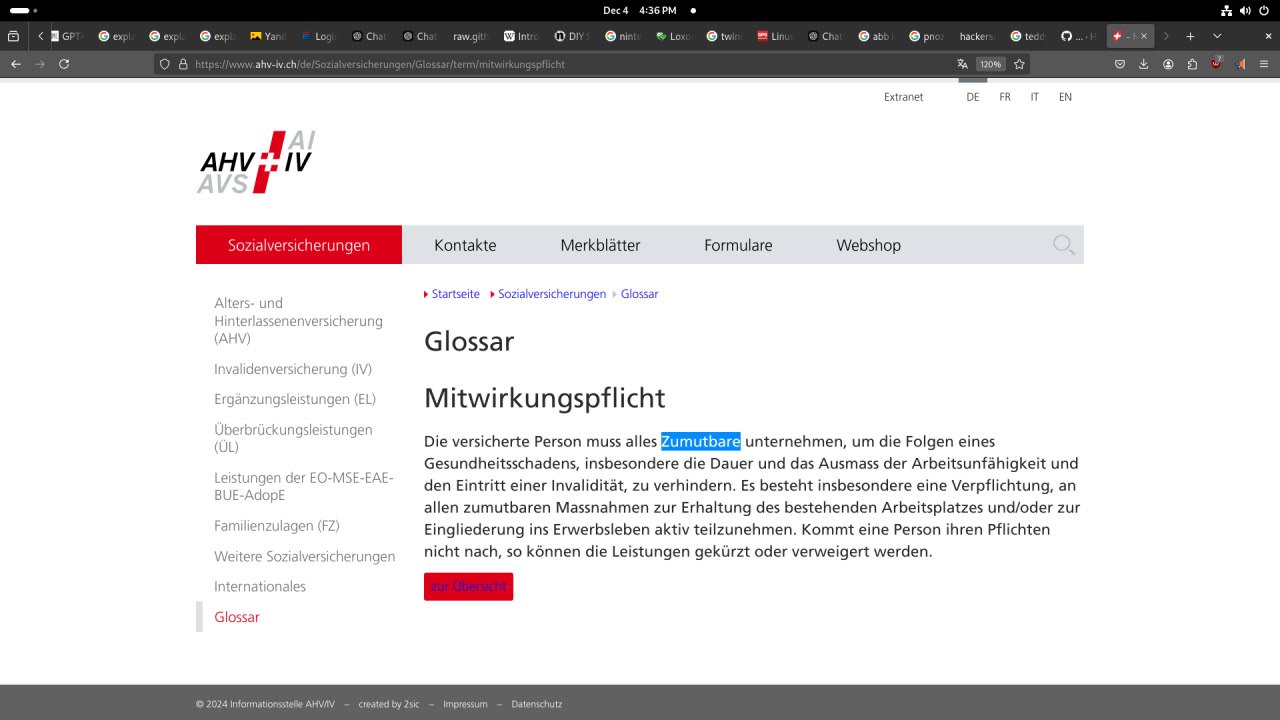 Dec 4 4:36 PM
GPT- expla expla Yand Login Chatb Chat raw.gith Intro DIY S ninte Loxo twine Linus Chatb abb pnoz hackers tedd ... - H - N
https://www.ahv-iv.ch/de/Sozialversicherungen/Glossar/term/mitwirkungspflicht 120%
Extranet DE FR IT EN
AI
AHV IV
AVS
Sozialversicherungen Kontakte Merkblätter Formulare Webshop
Startseite Sozialversicherungen Glossar
Alters- und
Hinterlassenenversicherung
(AHV)
Invalidenversicherung (IV)
Ergänzungsleistungen (EL)
Überbrückungsleistungen
(ÜL)
Leistungen der EO-MSE-EAE-
BUE-AdopE
Familienzulagen (FZ)
Weitere Sozialversicherungen
Internationales
Glossar
Glossar
Mitwirkungspflicht
Die versicherte Person muss alles Zumutbare unternehmen, um die Folgen eines
Gesundheitsschadens, insbesondere die Dauer und das Ausmass der Arbeitsunfähigkeit und
den Eintritt einer Invalidität, zu verhindern. Es besteht insbesondere eine Verpflichtung, an
allen zumutbaren Massnahmen zur Erhaltung des bestehenden Arbeitsplatzes und/oder zur
Eingliederung ins Erwerbsleben aktiv teilzunehmen. Kommt eine Person ihren Pflichten
nicht nach, so können die Leistungen gekürzt oder verweigert werden.
zur Übersicht
© 2024 Informationsstelle AHV/IV – created by 2sic – Impressum – Datenschutz